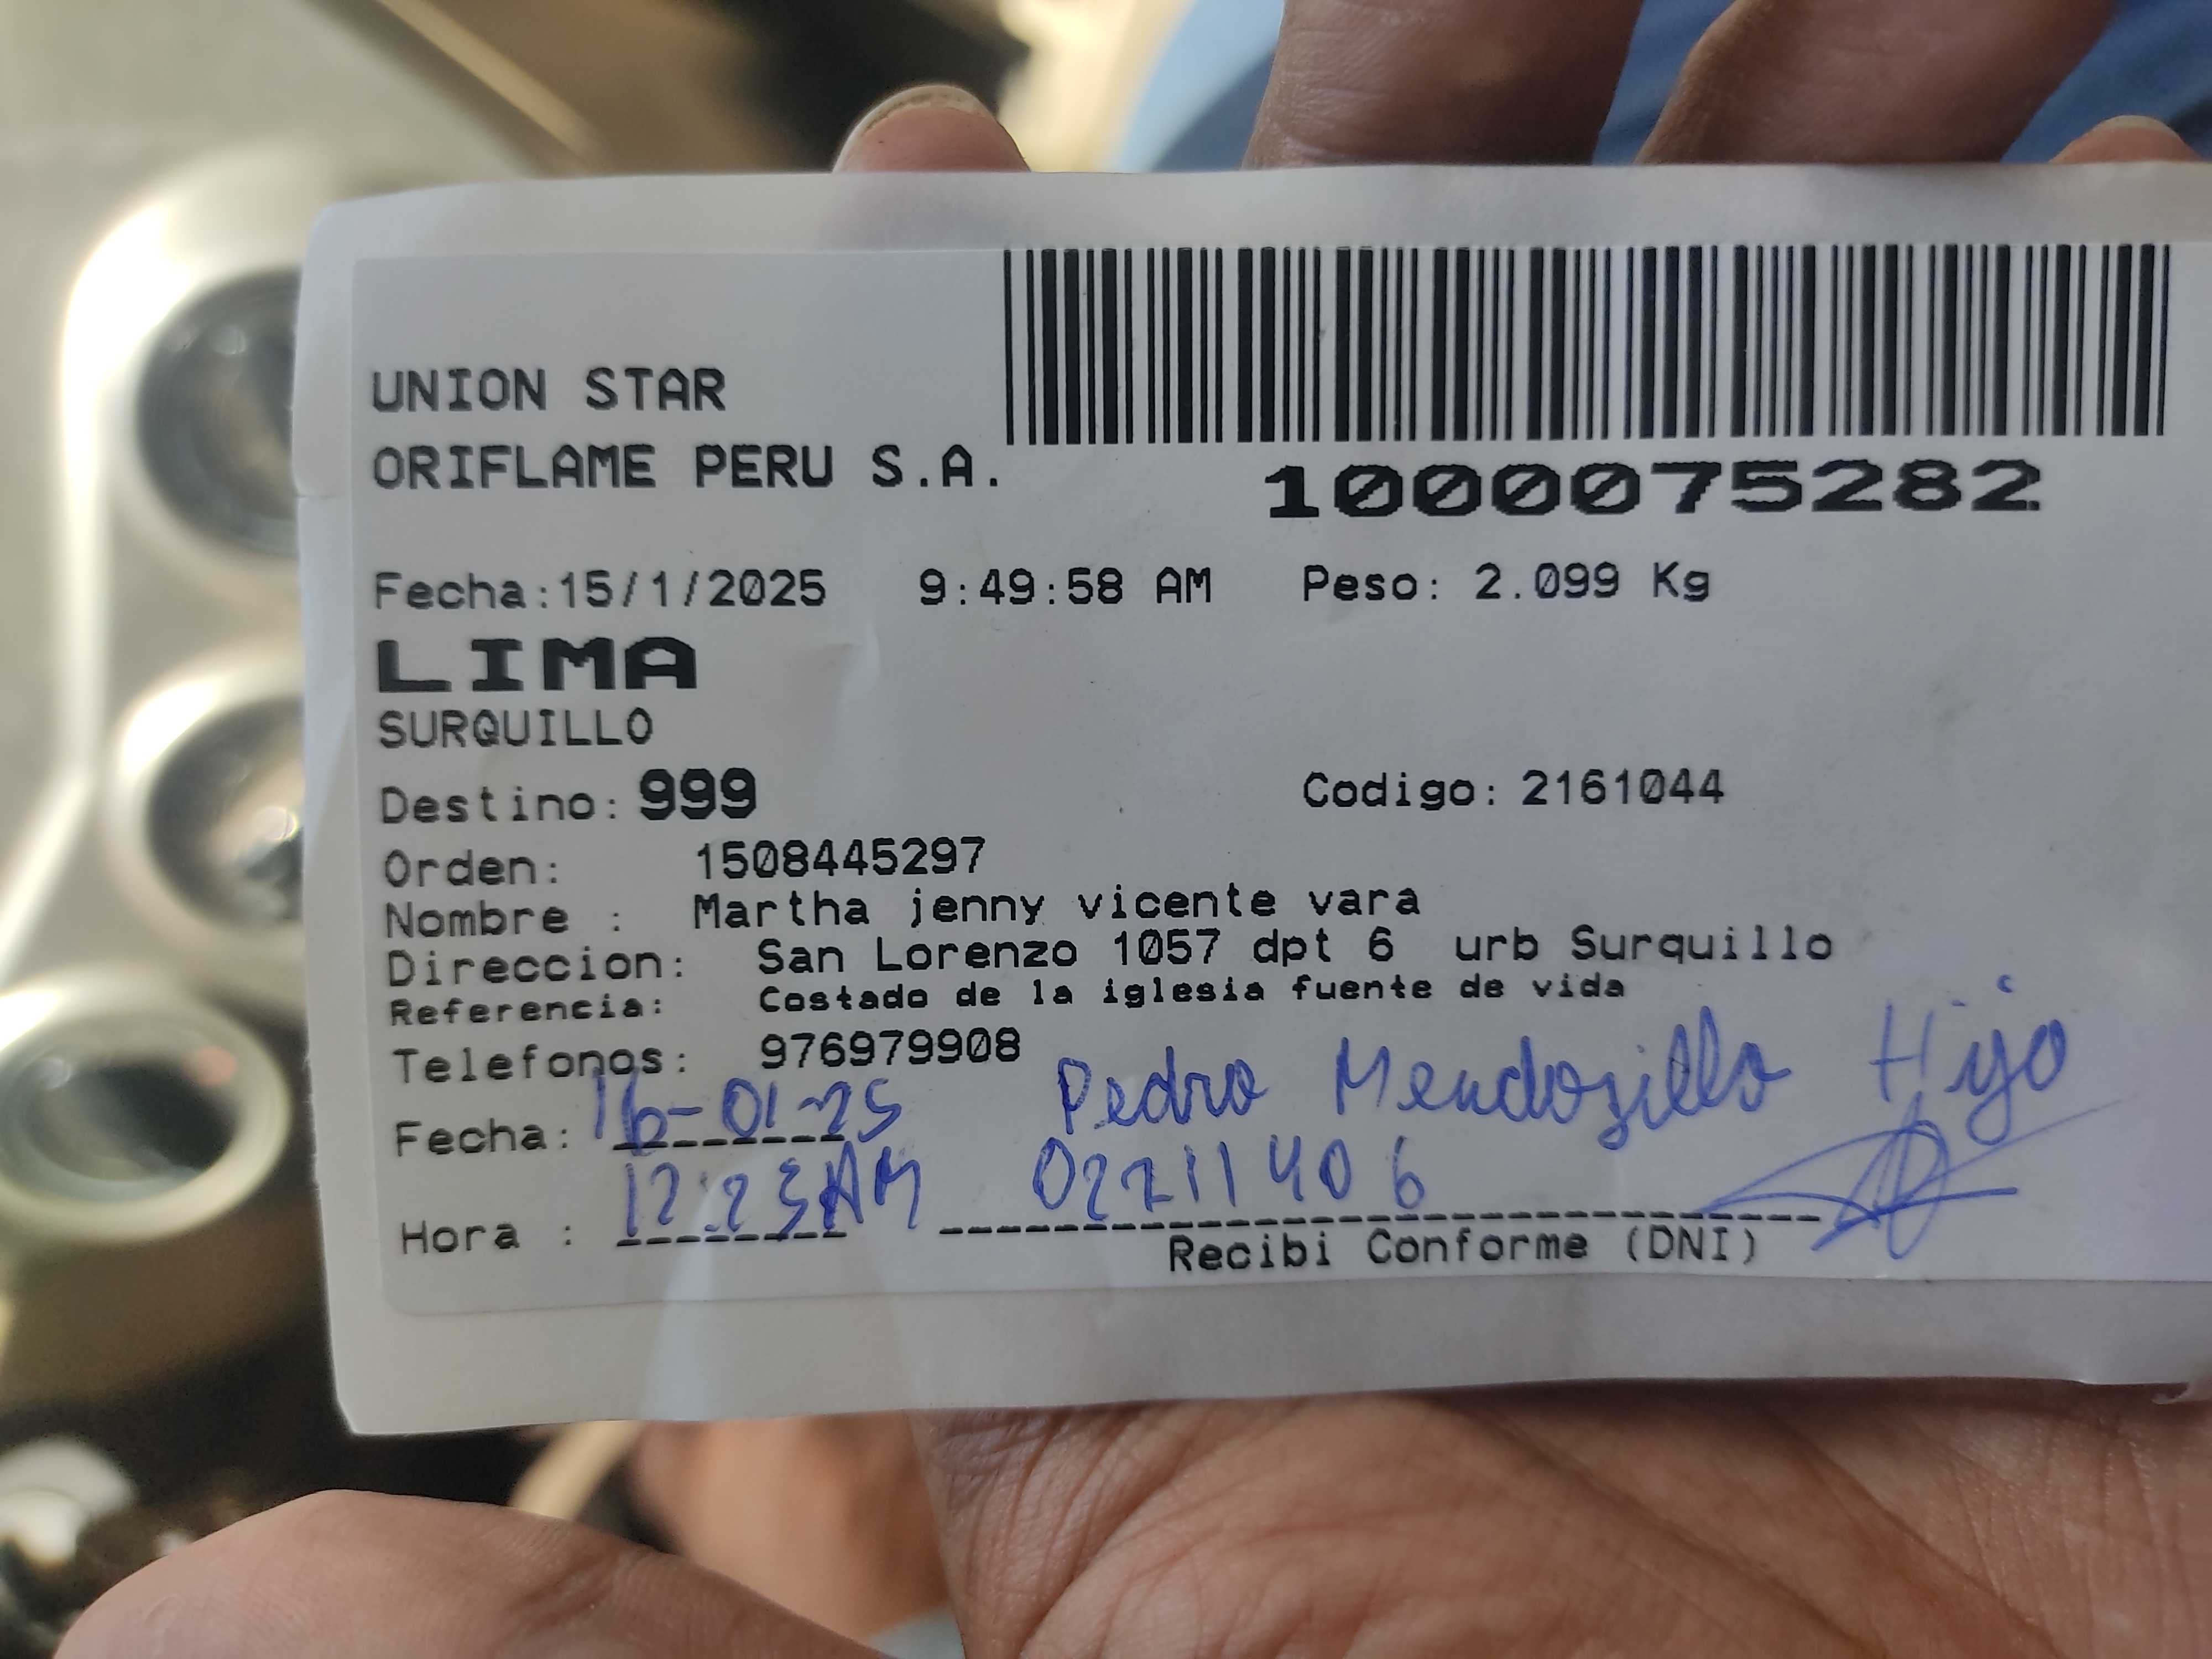 UNION STAR
ORIFLAME PERU S.A.
1000075282
Fecha:15/1/2025 9:49:58 AM Peso: 2.099 Kg
LIMA
SURQUILLO
Destino: 999 Codigo: 2161044
Orden: 1508445297
Nombre : Martha jenny vicente vara
Direccion: San Lorenzo 1057 dpt 6 urb Surquillo
Referencia: Costado de la iglesia fuente de vida
Telefonos: 976979908
Fecha: 16-01-25 Pedro Mendozilla Hijo
Hora : 12:23AM 02711406
Recibi Conforme (DNI)